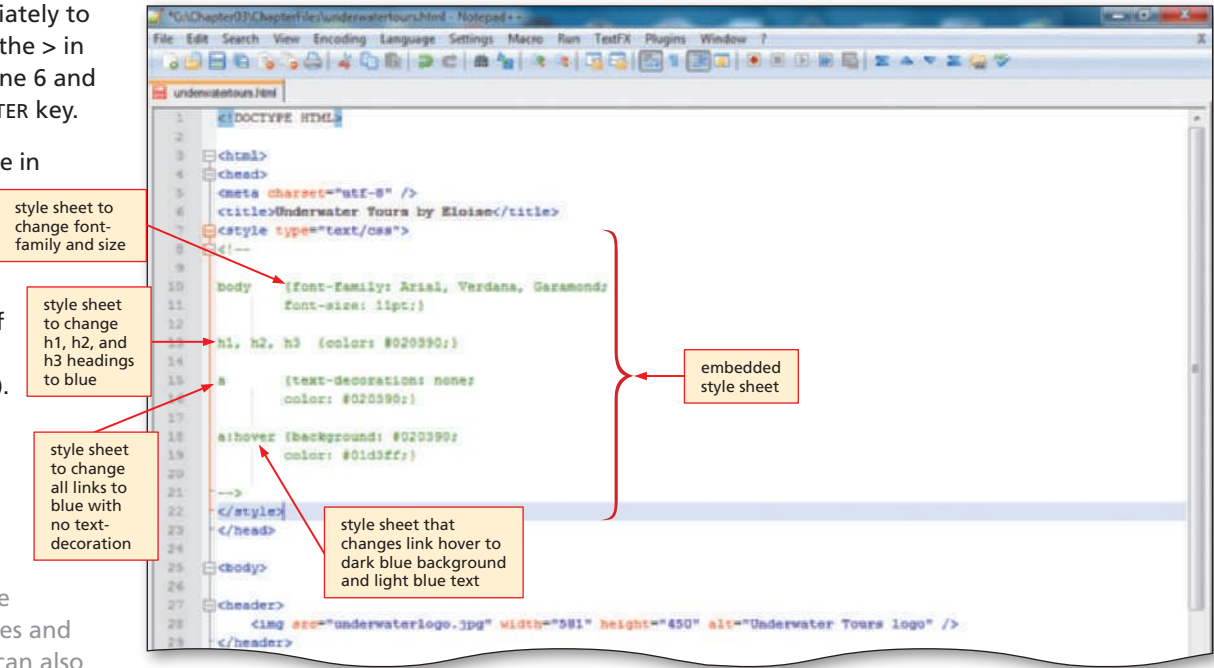 iately to
the > in
ne 6 and
TER key.
e in
f
).
e
es and
can also
*G:\Chapter03\ChapterFiles\underwatertours.html - Notepad++
File Edit Search View Encoding Language Settings Macro Run TextFX Plugins Window ?
X
underwatertours.html
1 <!DOCTYPE HTML>
2
3 <html>
4 <head>
5 <meta charset="utf-8" />
6 <title>Underwater Tours by Eloise</title>
7 <style type="text/css">
8 <!--
9
10 body {font-family: Arial, Verdana, Garamond;
11 font-size: 11pt;}
12
13 h1, h2, h3 {color: #020390;}
14
15 a {text-decoration: none;
16 color: #020390;}
17
18 a:hover {background: #020390;
19 color: #01d3ff;}
20
21 -->
22 </style>
23 </head>
24
25 <body>
26
27 <header>
28 <img src="underwaterlogo.jpg" width="581" height="450" alt="Underwater Tours logo" />
29 </header>
style sheet to
change font-
family and size
style sheet
to change
h1, h2, and
h3 headings
to blue
style sheet
to change
all links to
blue with
no text-
decoration
style sheet that
changes link hover to
dark blue background
and light blue text
embedded
style sheet